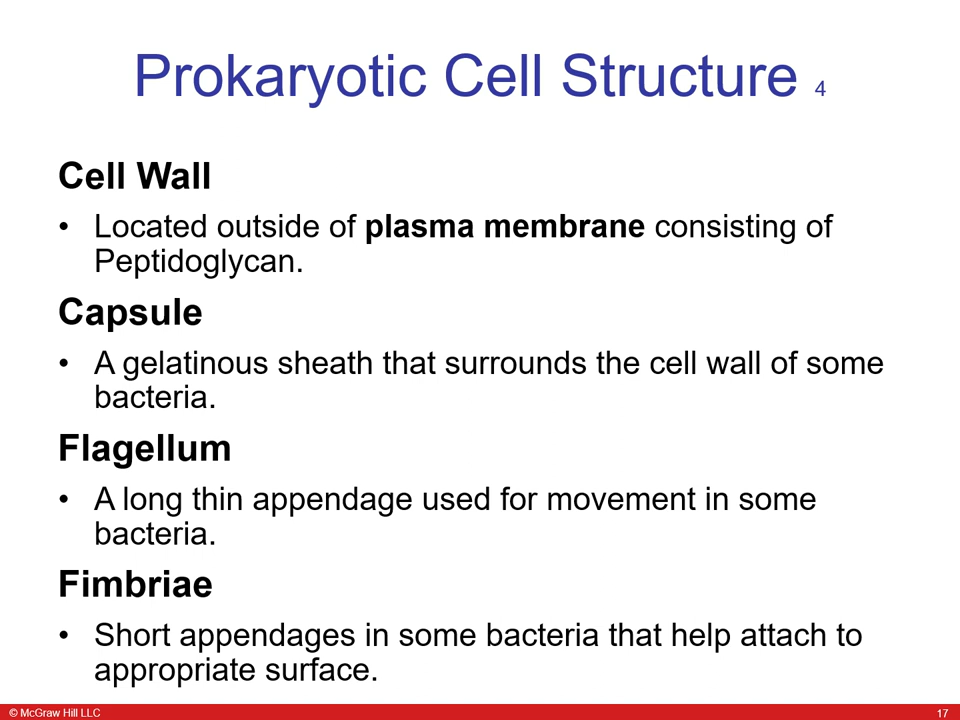 Prokaryotic Cell Structure 4
Cell Wall
• Located outside of plasma membrane consisting of
Peptidoglycan.
Capsule
• A gelatinous sheath that surrounds the cell wall of some
bacteria.
Flagellum
• A long thin appendage used for movement in some
bacteria.
Fimbriae
• Short appendages in some bacteria that help attach to
appropriate surface.
© McGraw Hill LLC
17